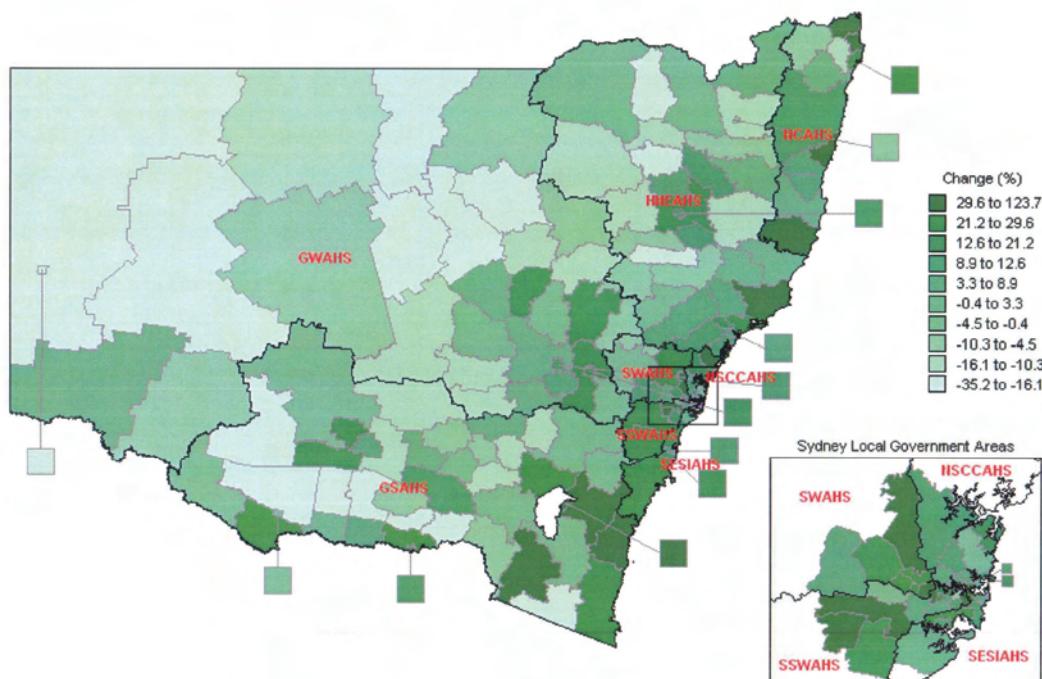 NCAHS
HNEAHS
GWAHS
SWAHS
NSCCAHS
SSWAHS
SESIAHS
GSAHS
Change (%)
29.6 to 123.7
21.2 to 29.6
12.6 to 21.2
8.9 to 12.6
3.3 to 8.9
-0.4 to 3.3
-4.5 to -0.4
-10.3 to -4.5
-16.1 to -10.3
-35.2 to -16.1
Sydney Local Government Areas
NSCCAHS
SWAHS
SSWAHS
SESIAHS